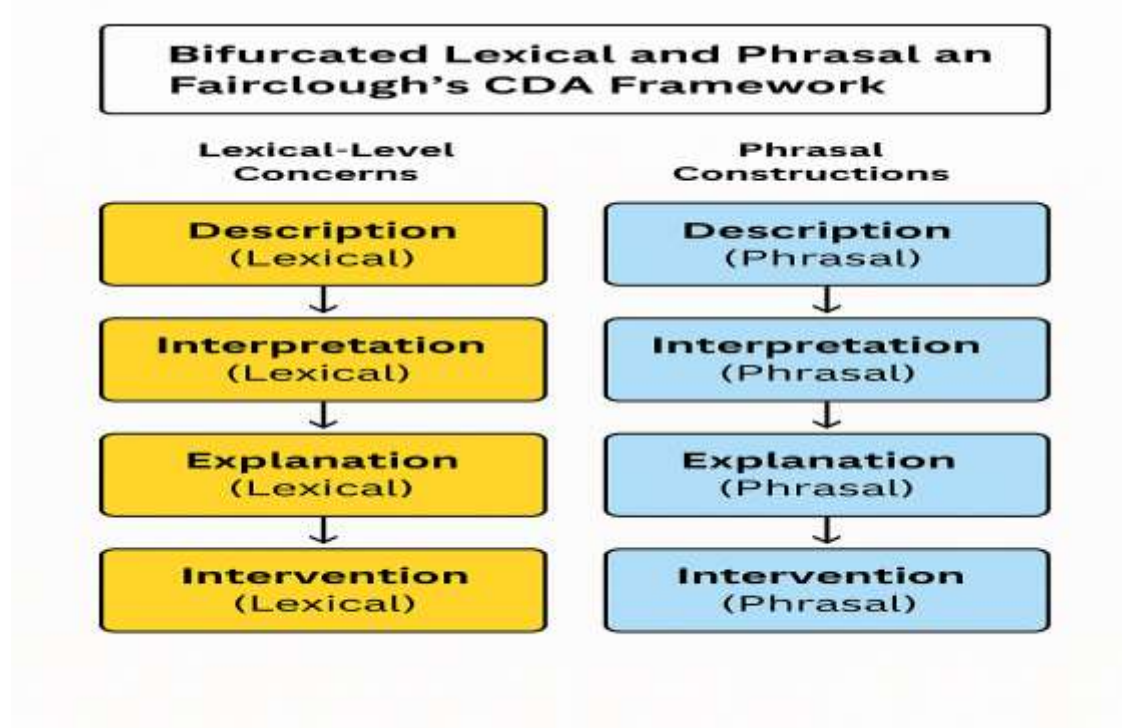 Bifurcated Lexical and Phrasal an
Fairclough's CDA Framework
Lexical-Level
Concerns
Description
(Lexical)
Interpretation
(Lexical)
Explanation
(Lexical)
Intervention
(Lexical)
Phrasal
Constructions
Description
(Phrasal)
Interpretation
(Phrasal)
Explanation
(Phrasal)
Intervention
(Phrasal)